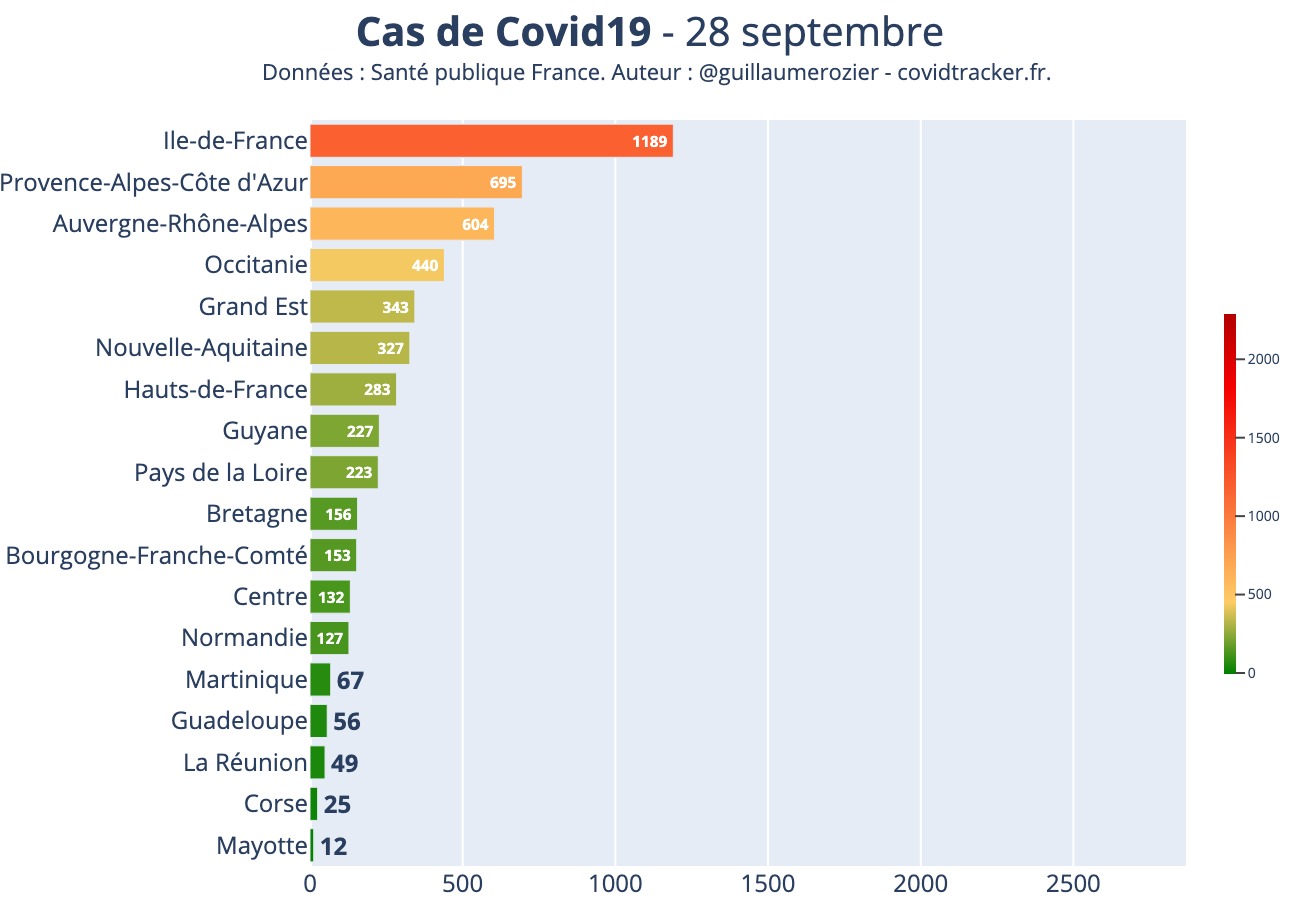 Cas de Covid19 - 28 septembre
Données : Santé publique France. Auteur : @guillaumerozier - covidtracker.fr.
Ile-de-France 1189
Provence-Alpes-Côte d'Azur 695
Auvergne-Rhône-Alpes 604
Occitanie 440
Grand Est 343
Nouvelle-Aquitaine 327
Hauts-de-France 283
Guyane 227
Pays de la Loire 223
Bretagne 156
Bourgogne-Franche-Comté 153
Centre 132
Normandie 127
Martinique 67
Guadeloupe 56
La Réunion 49
Corse 25
Mayotte 12
0 500 1000 1500 2000 2500
2000
1500
1000
500
0